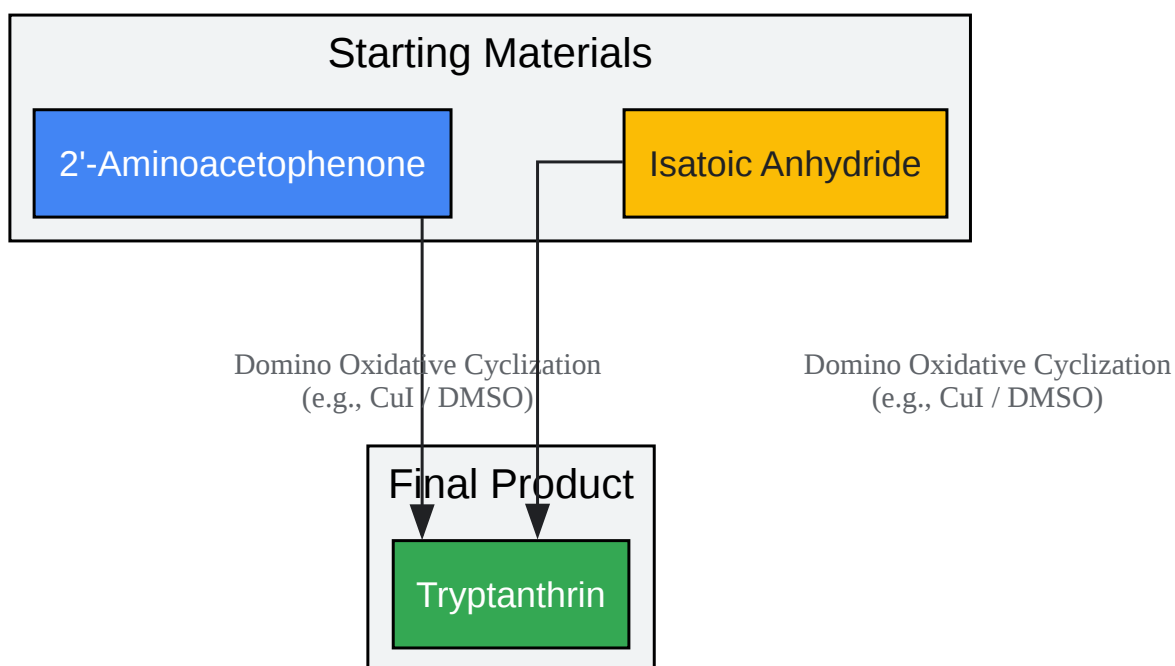 Starting Materials
2'-Aminoacetophenone
Isatoic Anhydride
Domino Oxidative Cyclization
(e.g., CuI / DMSO)
Domino Oxidative Cyclization
(e.g., CuI / DMSO)
Final Product
Tryptanthrin